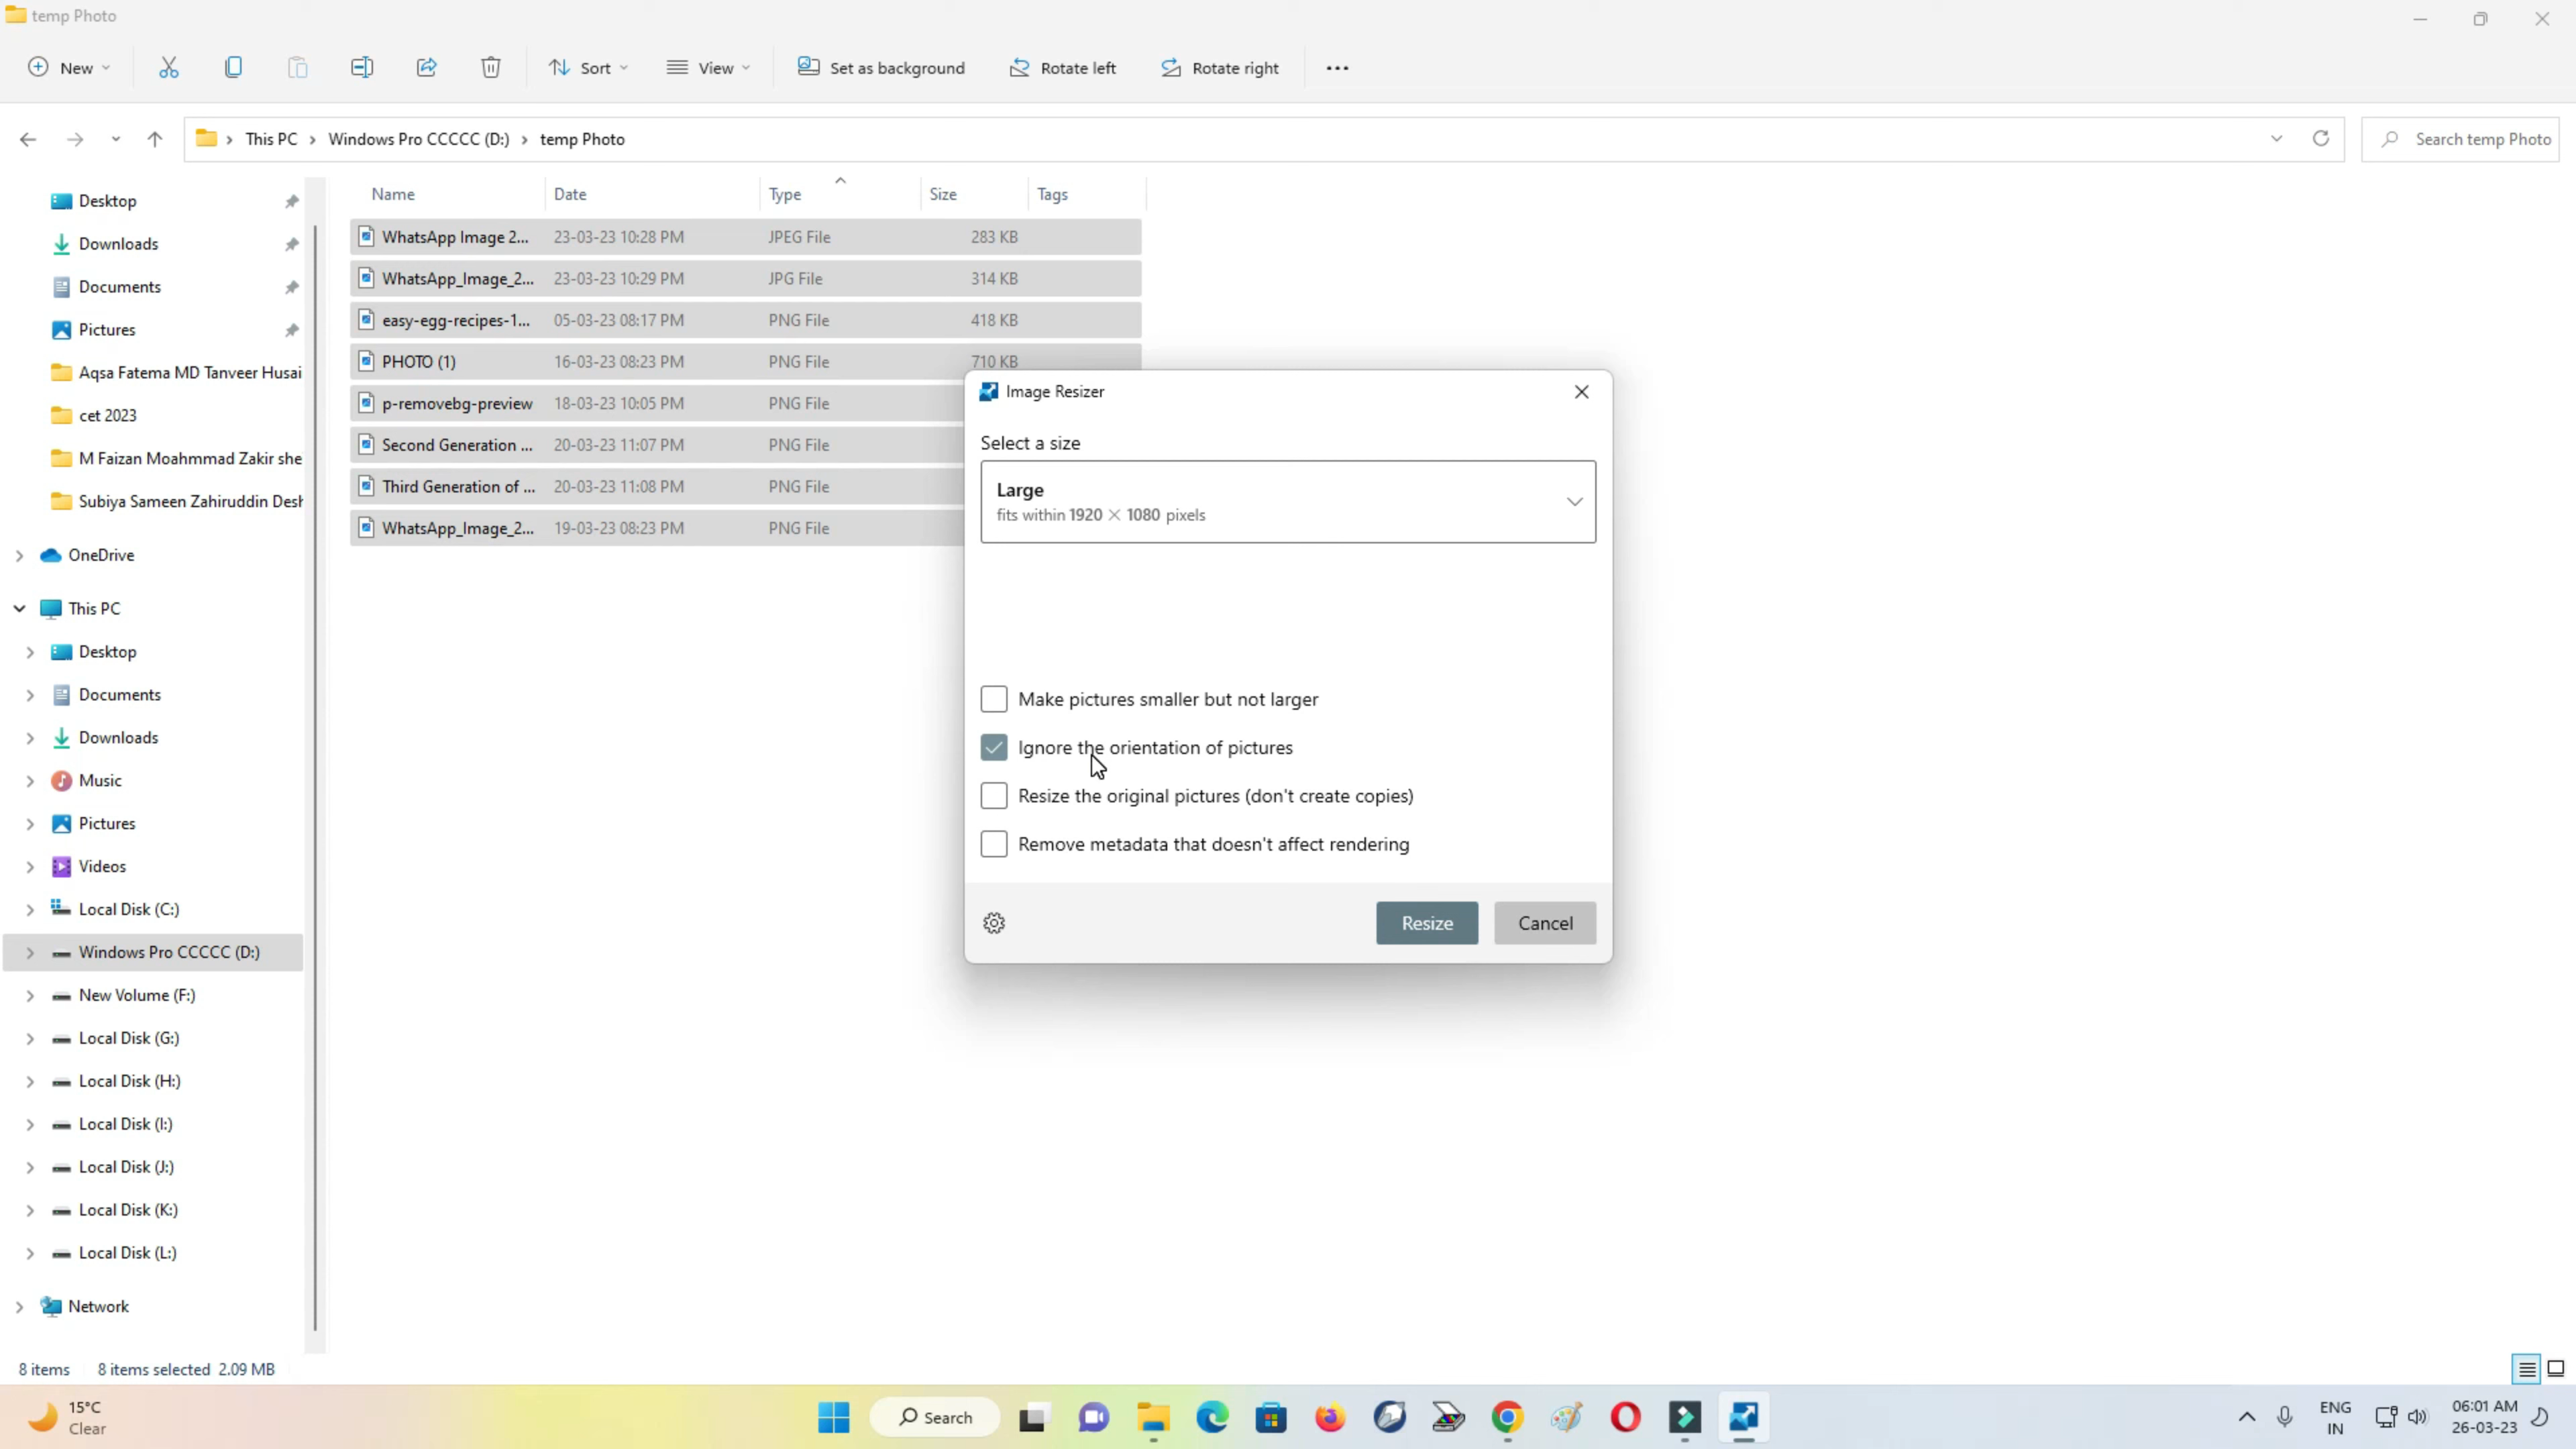 temp Photo
New
Sort
View
Set as background
Rotate left
Rotate right
This PC
Windows Pro CCCCC (D:)
temp Photo
Search temp Photo
Desktop
Downloads
Documents
Pictures
Aqsa Fatema MD Tanveer Husai
cet 2023
M Faizan Moahmmad Zakir she
Subiya Sameen Zahiruddin Desh
OneDrive
This PC
Desktop
Documents
Downloads
Music
Pictures
Videos
Local Disk (C:)
Windows Pro CCCCC (D:)
New Volume (F:)
Local Disk (G:)
Local Disk (H:)
Local Disk (I:)
Local Disk (J:)
Local Disk (K:)
Local Disk (L:)
Network
Name Date Type Size Tags
WhatsApp Image 2... 23-03-23 10:28 PM JPEG File 283 KB
WhatsApp_Image_2... 23-03-23 10:29 PM JPG File 314 KB
easy-egg-recipes-1... 05-03-23 08:17 PM PNG File 418 KB
PHOTO (1) 16-03-23 08:23 PM PNG File 710 KB
p-removebg-preview 18-03-23 10:05 PM PNG File
Second Generation ... 20-03-23 11:07 PM PNG File
Third Generation of ... 20-03-23 11:08 PM PNG File
WhatsApp_Image_2... 19-03-23 08:23 PM PNG File
Image Resizer
Select a size
Large
fits within 1920 × 1080 pixels
Make pictures smaller but not larger
Ignore the orientation of pictures
Resize the original pictures (don't create copies)
Remove metadata that doesn't affect rendering
Resize
Cancel
8 items 8 items selected 2.09 MB
15°C
Clear
Search
ENG
IN
06:01 AM
26-03-23